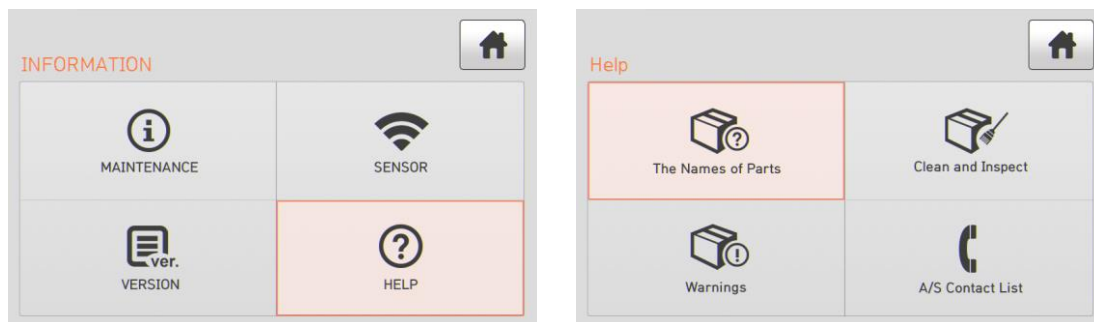 INFORMATION
MAINTENANCE
SENSOR
ver.
VERSION
HELP
Help
The Names of Parts
Clean and Inspect
Warnings
A/S Contact List